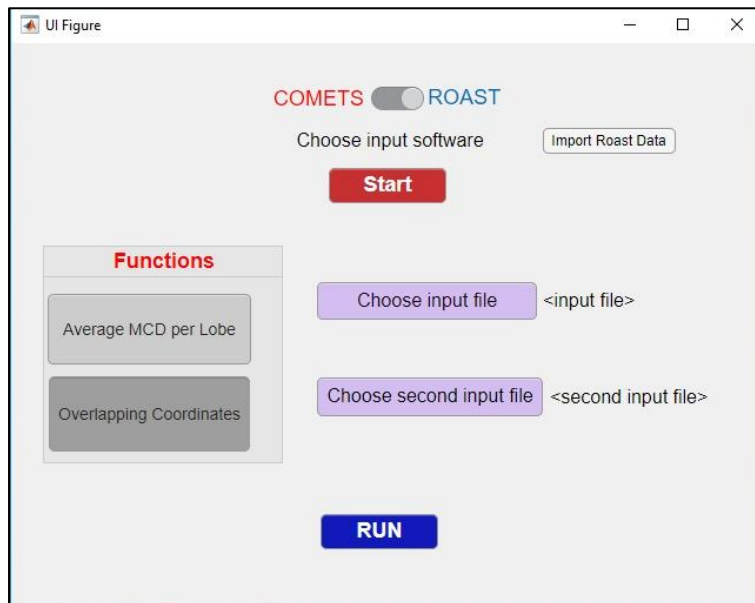 UI Figure
COMETS ROAST
Choose input software Import Roast Data
Start
Functions
Average MCD per Lobe
Overlapping Coordinates
Choose input file <input file>
Choose second input file <second input file>
RUN